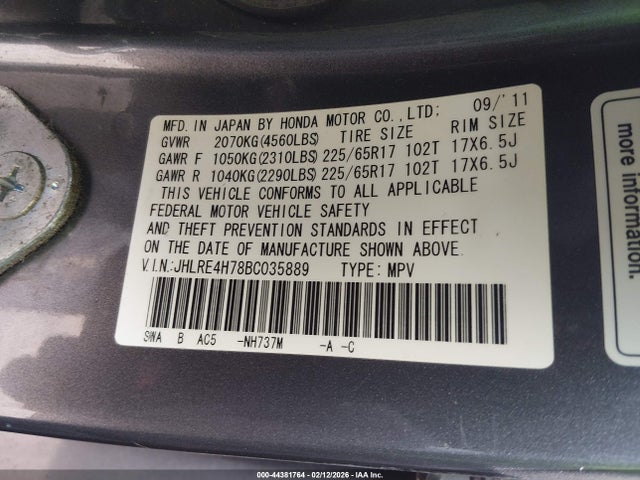 MFD. IN JAPAN BY HONDA MOTOR CO., LTD; 09/'11
GVWR 2070KG(4560LBS) TIRE SIZE RIM SIZE
GAWR F 1050KG(2310LBS) 225/65R17 102T 17X6.5J
GAWR R 1040KG(2290LBS) 225/65R17 102T 17X6.5J
THIS VEHICLE CONFORMS TO ALL APPLICABLE
FEDERAL MOTOR VEHICLE SAFETY
AND THEFT PREVENTION STANDARDS IN EFFECT
ON THE DATE OF MANUFACTURE SHOWN ABOVE.
V.I.N.:JHLRE4H78BC035889 TYPE: MPV
SWA B AC5 -NH737M -A -C
more information.
000-44381764 - 02/12/2026 - IAAI Tampa